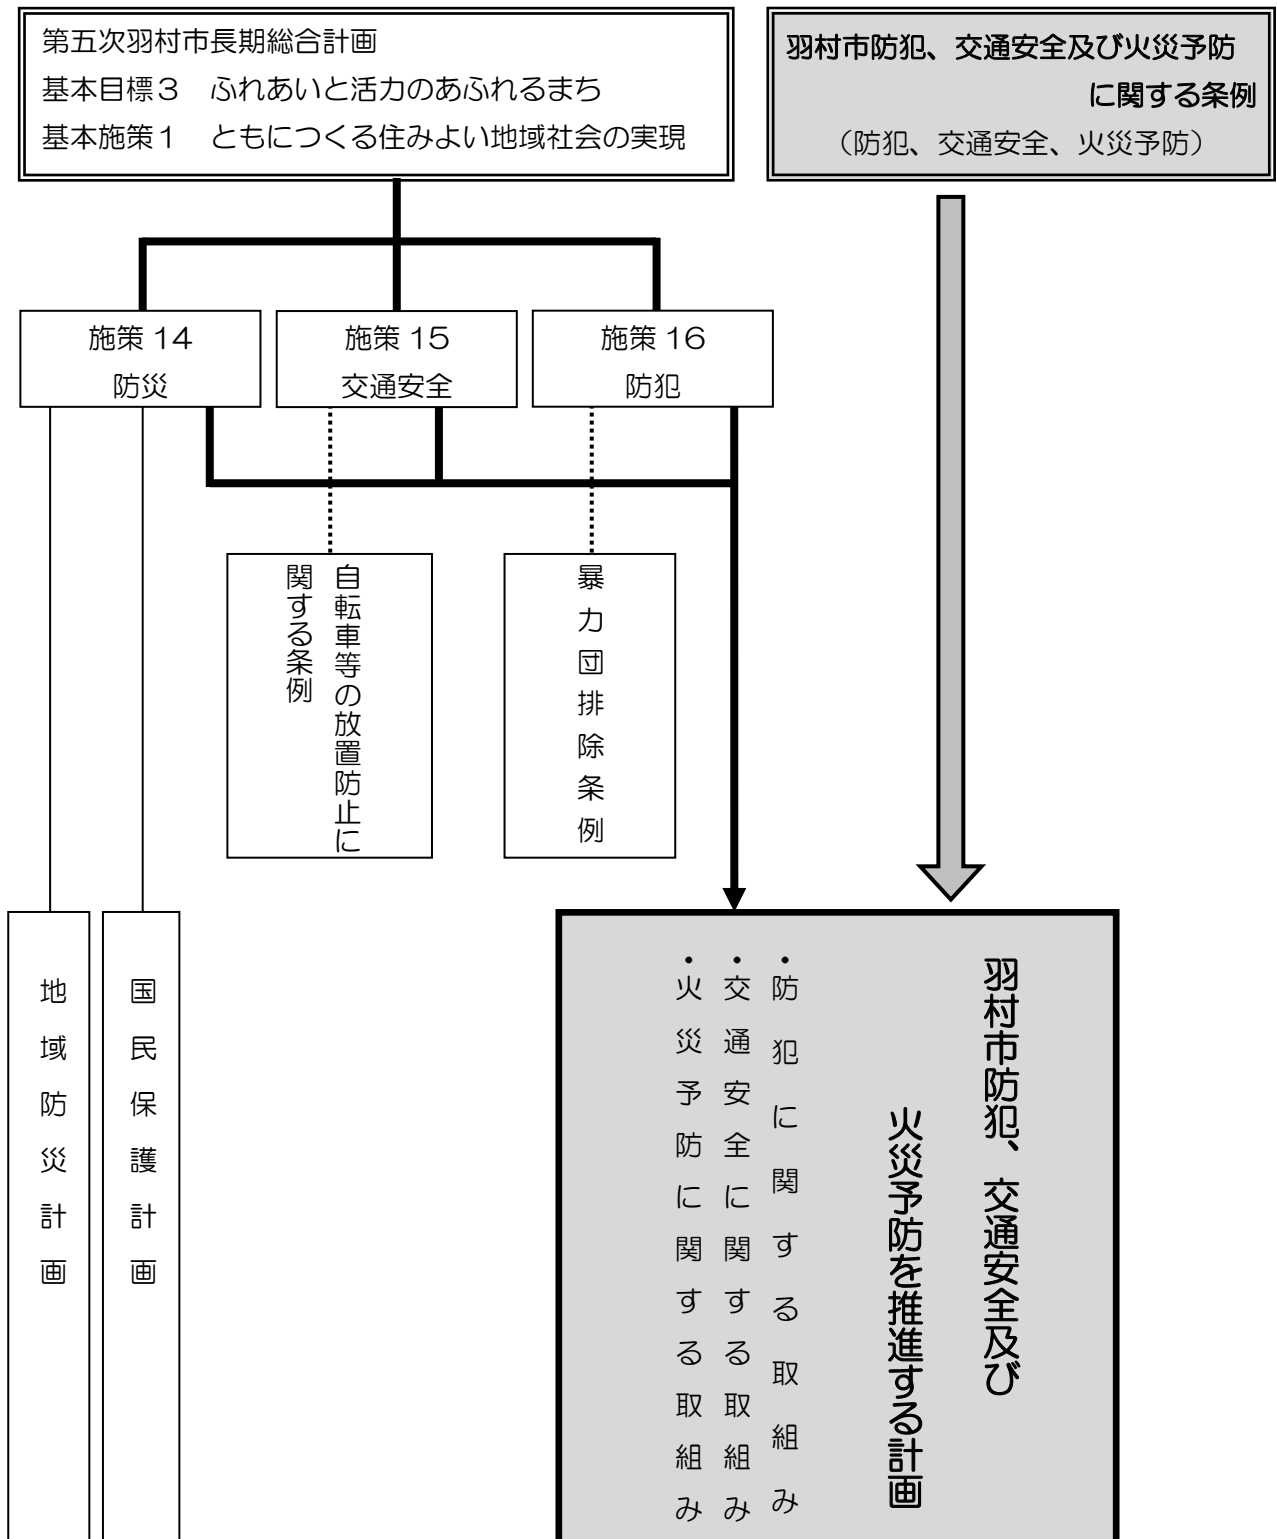 第五次羽村市長期総合計画
基本目標3 ふれあいと活力のあふれるまち
基本施策1 ともにつくる住みよい地域社会の実現
羽村市防犯、交通安全及び火災予防
に関する条例
（防犯、交通安全、火災予防）
施策 14
防災
施策 15
交通安全
施策 16
防犯
自転車等の放置防止に
関する条例
暴力団排除条例
地域防災計画
国民保護計画
羽村市防犯、交通安全及び
火災予防を推進する計画
・防犯に関する取組み
・交通安全に関する取組み
・火災予防に関する取組み